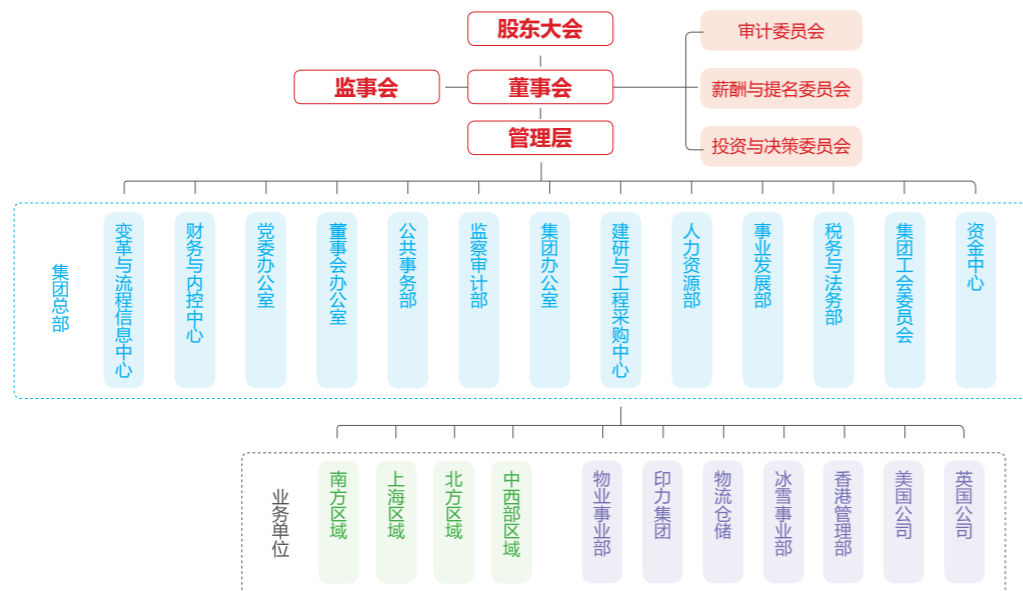 股东大会
审计委员会
监事会
董事会
薪酬与提名委员会
管理层
投资与决策委员会
集团总部
变革与流程信息中心
财务与内控中心
党委办公室
董事会办公室
公共事务部
监察审计部
集团办公室
建研与工程采购中心
人力资源部
事业发展部
税务与法务部
集团工会委员会
资金中心
业务单位
南方区域
上海区域
北方区域
中西部区域
物业事业部
印力集团
物流仓储
冰雪事业部
香港管理部
美国公司
英国公司